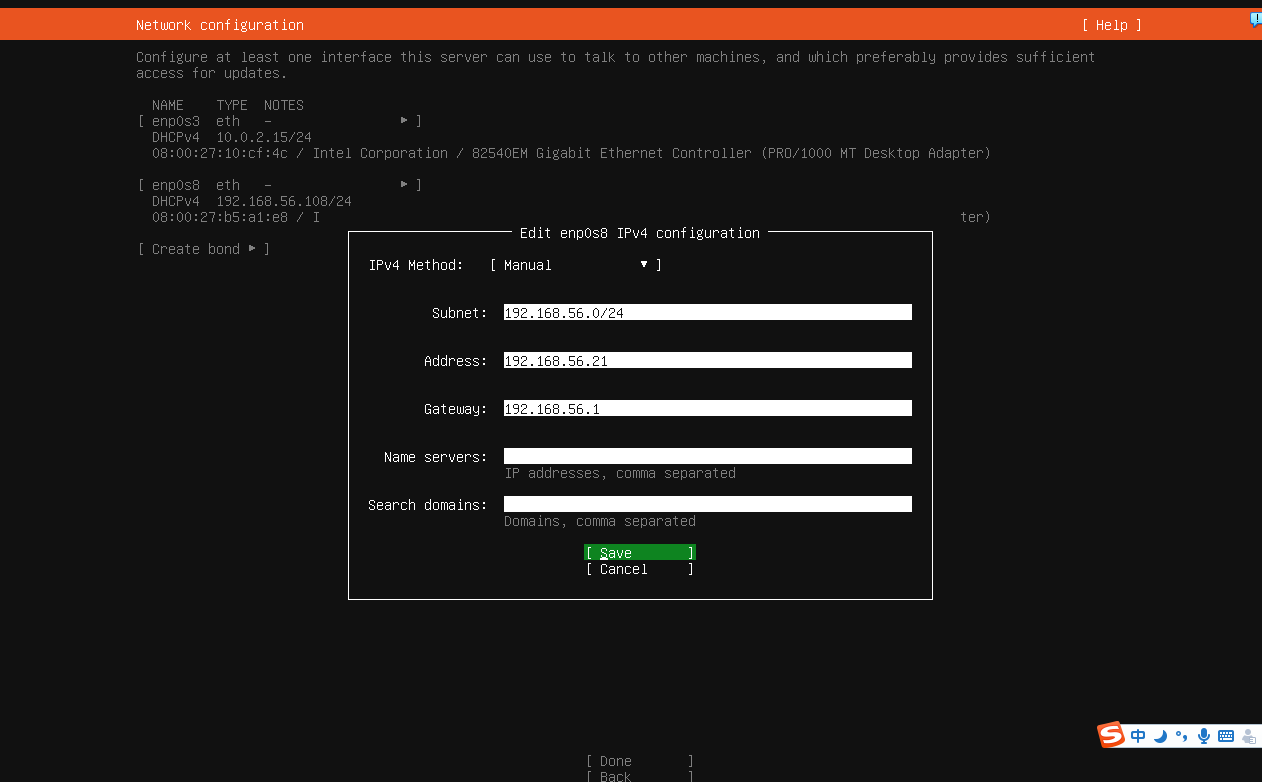 Network configuration [ Help ]
Configure at least one interface this server can use to talk to other machines, and which preferably provides sufficient
access for updates.
NAME TYPE NOTES
[ enp0s3 eth – ▸ ]
DHCPv4 10.0.2.15/24
08:00:27:10:cf:4c / Intel Corporation / 82540EM Gigabit Ethernet Controller (PRO/1000 MT Desktop Adapter)
[ enp0s8 eth – ▸ ]
DHCPv4 192.168.56.108/24
08:00:27:b5:a1:e8 / I ter)
[ Create bond ▸ ]
Edit enp0s8 IPv4 configuration
IPv4 Method: [ Manual ▾ ]
Subnet: 192.168.56.0/24
Address: 192.168.56.21
Gateway: 192.168.56.1
Name servers:
IP addresses, comma separated
Search domains:
Domains, comma separated
[ Save ]
[ Cancel ]
S 中
[ Done ]
[ Back ]